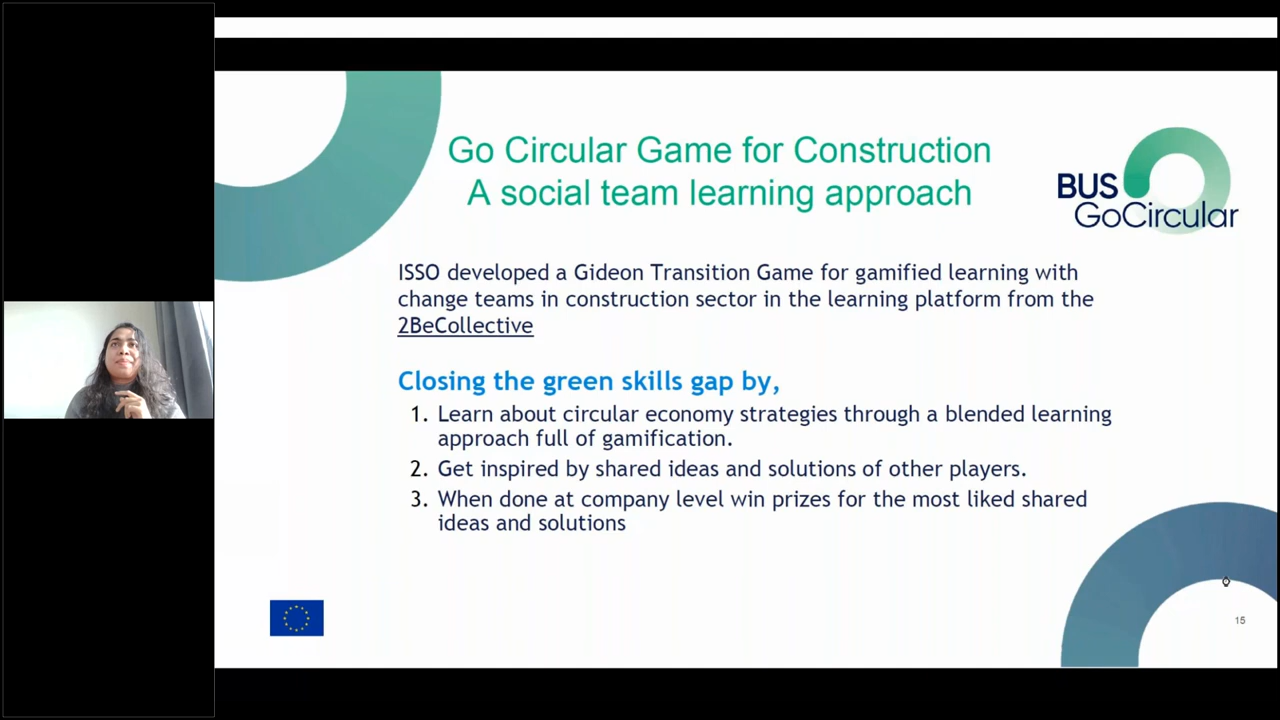 Go Circular Game for Construction
A social team learning approach
BUS
GoCircular
ISSO developed a Gideon Transition Game for gamified learning with
change teams in construction sector in the learning platform from the
2BeCollective
Closing the green skills gap by,
1. Learn about circular economy strategies through a blended learning
approach full of gamification.
2. Get inspired by shared ideas and solutions of other players.
3. When done at company level win prizes for the most liked shared
ideas and solutions
15